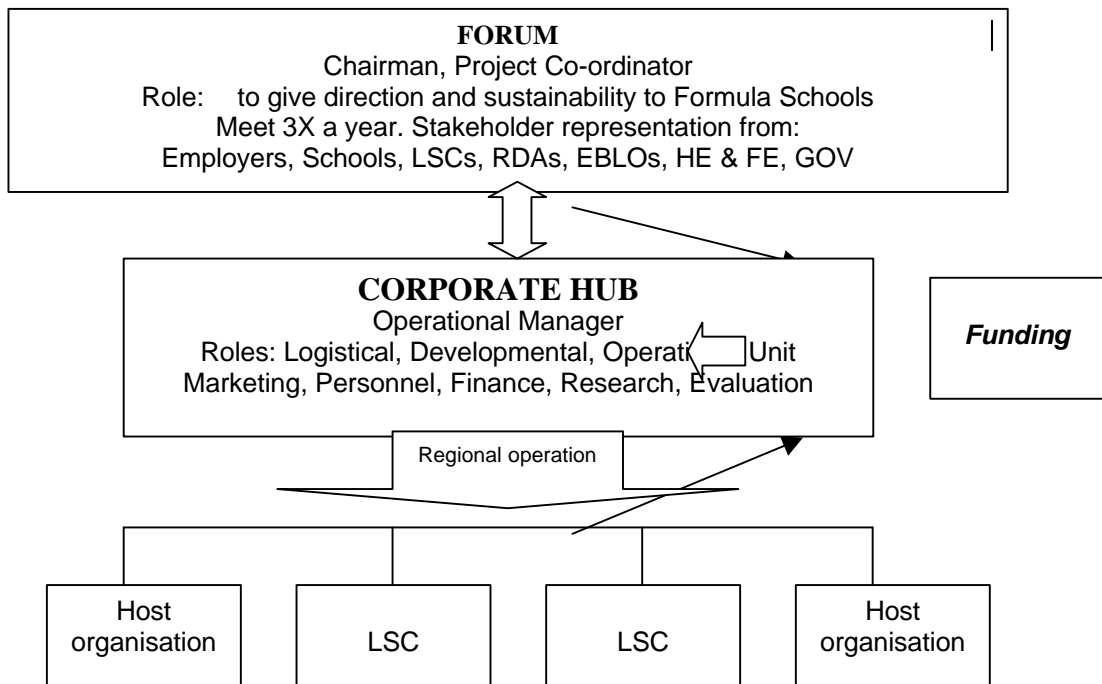 FORUM
Chairman, Project Co-ordinator
Role: to give direction and sustainability to Formula Schools
Meet 3X a year. Stakeholder representation from:
Employers, Schools, LSCs, RDAs, EBLOs, HE & FE, GOV
CORPORATE HUB
Operational Manager
Roles: Logistical, Developmental, Operati Unit
Marketing, Personnel, Finance, Research, Evaluation
Funding
Regional operation
Host
organisation
LSC
LSC
Host
organisation